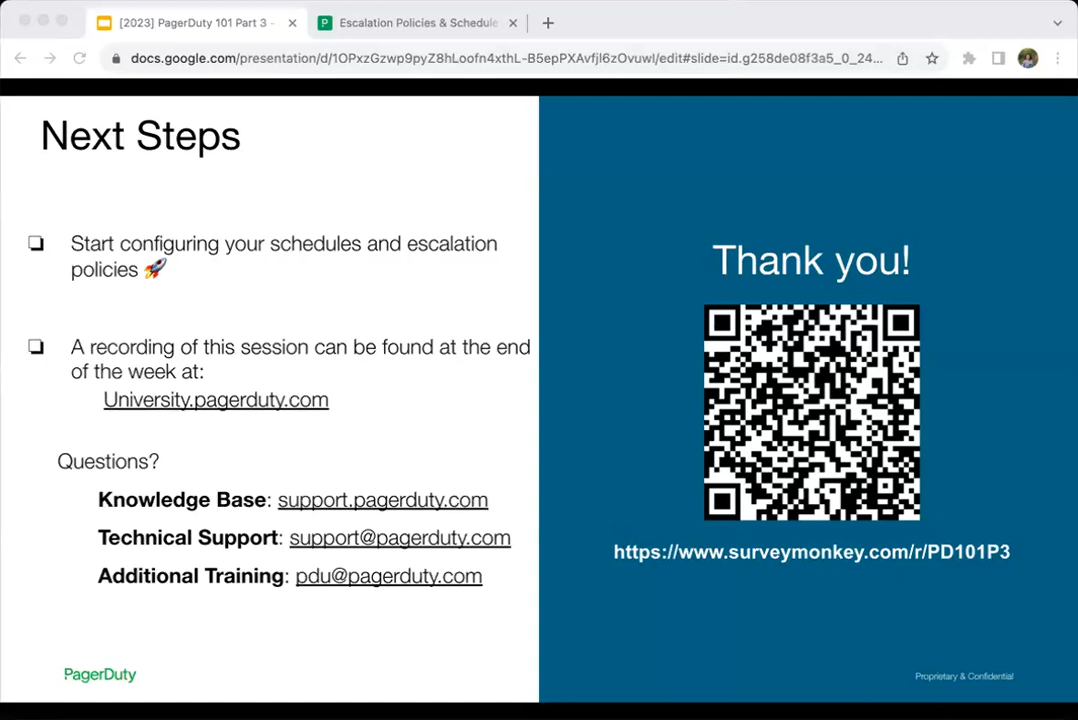 [2023] PagerDuty 101 Part 3 -
Escalation Policies & Schedule
docs.google.com/presentation/d/1OPxzGzwp9pyZ8hLoofn4xthL-B5epPXAvfjl6zOvuwI/edit#slide=id.g258de08f3a5_0_24...
Next Steps
Start configuring your schedules and escalation
policies 🚀
A recording of this session can be found at the end
of the week at:
University.pagerduty.com
Questions?
Knowledge Base: support.pagerduty.com
Technical Support: support@pagerduty.com
Additional Training: pdu@pagerduty.com
PagerDuty
Thank you!
https://www.surveymonkey.com/r/PD101P3
Proprietary & Confidential